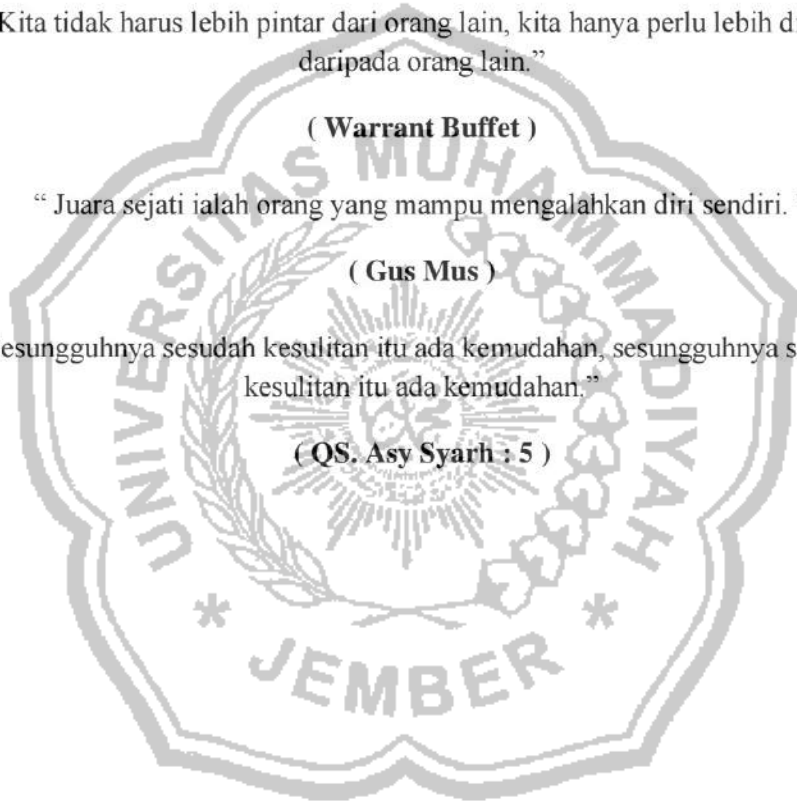 Kita tidak harus lebih pintar dari orang lain, kita hanya perlu lebih
daripada orang lain.”
( Warrant Buffet )
“ Juara sejati ialah orang yang mampu mengalahkan diri sendiri.
( Gus Mus )
esungguhnya sesudah kesulitan itu ada kemudahan, sesungguhnya
kesulitan itu ada kemudahan.”
( QS. Asy Syarh : 5 )
UNIVERSITAS MUHAMMADIYAH
* JEMBER *